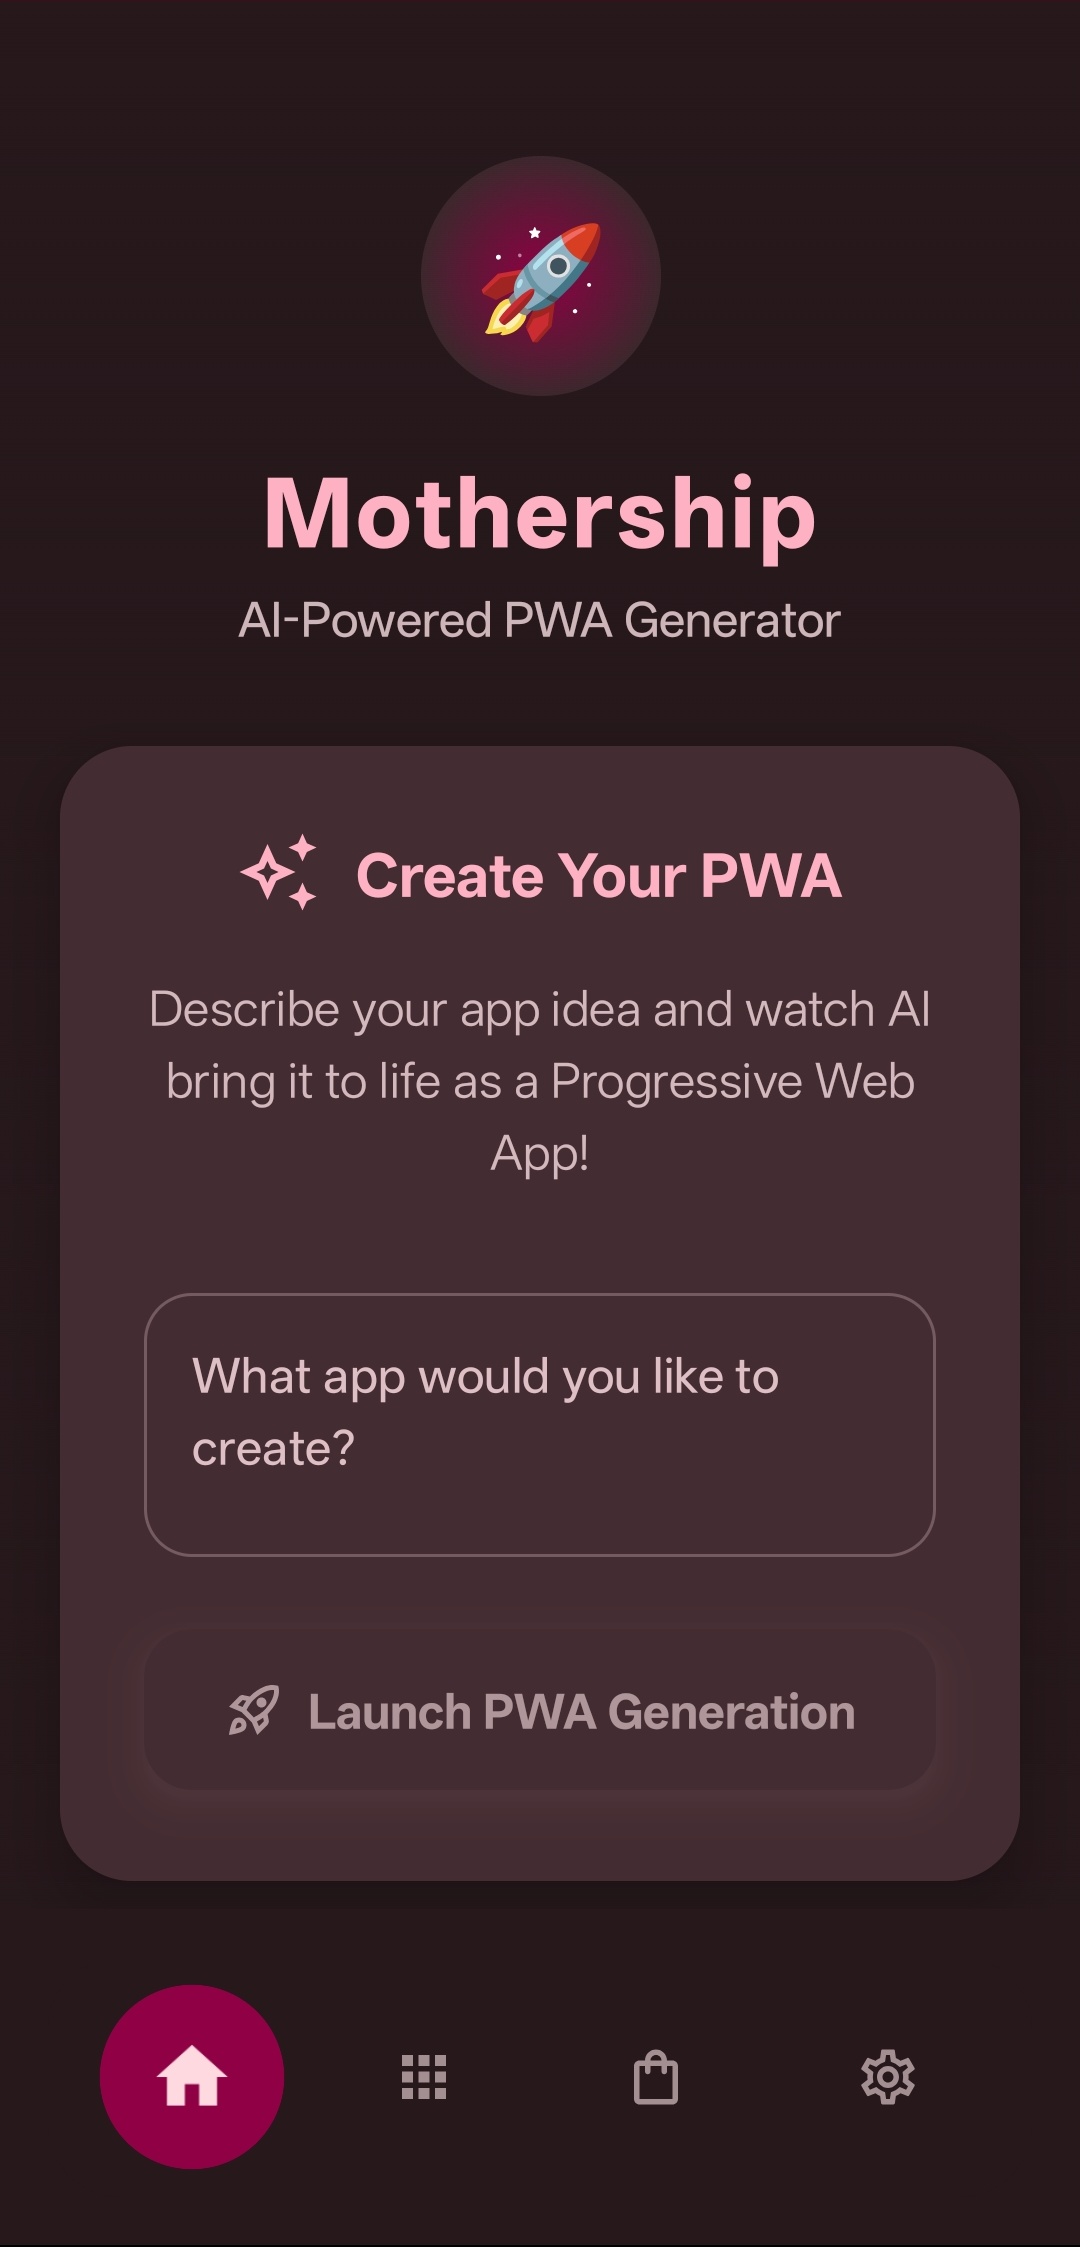 Mothership
AI-Powered PWA Generator
Create Your PWA
Describe your app idea and watch AI
bring it to life as a Progressive Web
App!
What app would you like to
create?
Launch PWA Generation